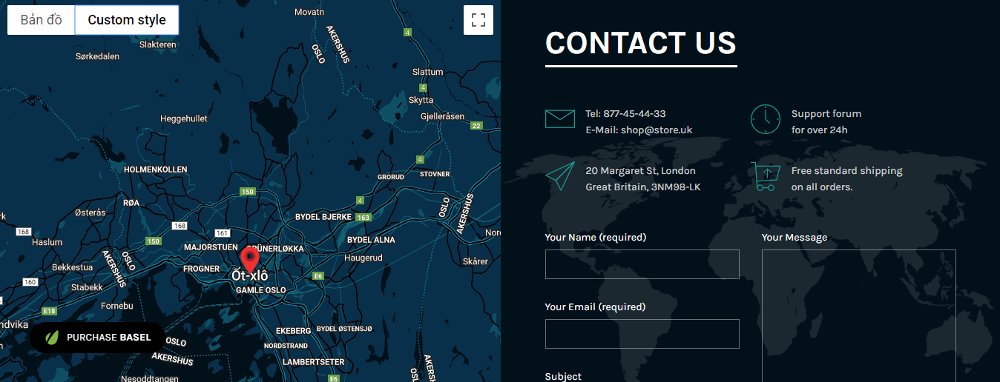 Bản đồ
Custom style
Movatn
4
AKERSHUS
OSLO
Slakteren
Sørkedalen
Slattum
4
Skytta
Gjelleråsen
Heggehullet
22
4
HOLMENKOLLEN
GRORUD
STOVNER
150
RØA
4
OSLO
AKERSHUS
Østerås
BYDEL BJERKE
163
168
168
161
150
Haslum
MAJORSTUEN
GRÜNERLØKKA
BYDEL ALNA
Haugerud
Skårer
AKERSHUS
OSLO
Bekkestua
FROGNER
Ốt-xlô
E6
160
Stabekk
GAMLE OSLO
Fornebu
E18
ndvika
EKEBERG
BYDEL ØSTENSJØ
PURCHASE BASEL
OSLO
AKERSHUS
NORDSTRAND
LAMBERTSETER
Nesoddtangen
E6
OSLO
AKERSHUS
CONTACT US
Tel: 877-45-44-33
E-Mail: shop@store.uk
Support forum
for over 24h
20 Margaret St, London
Great Britain, 3NM98-LK
Free standard shipping
on all orders.
Your Name (required)
Your Message
Your Email (required)
Subject